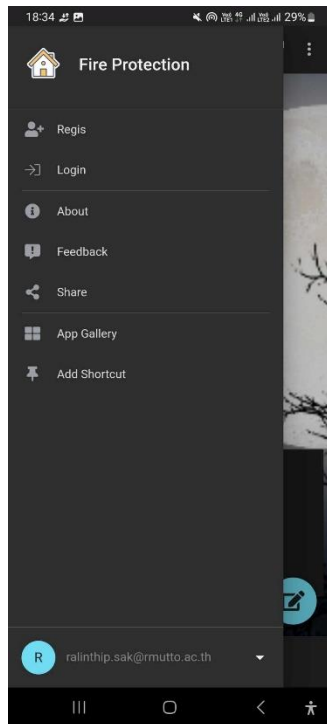 18:34
29%
Fire Protection
Regis
Login
About
Feedback
Share
App Gallery
Add Shortcut
R
ralinthip.sak@rmutto.ac.th